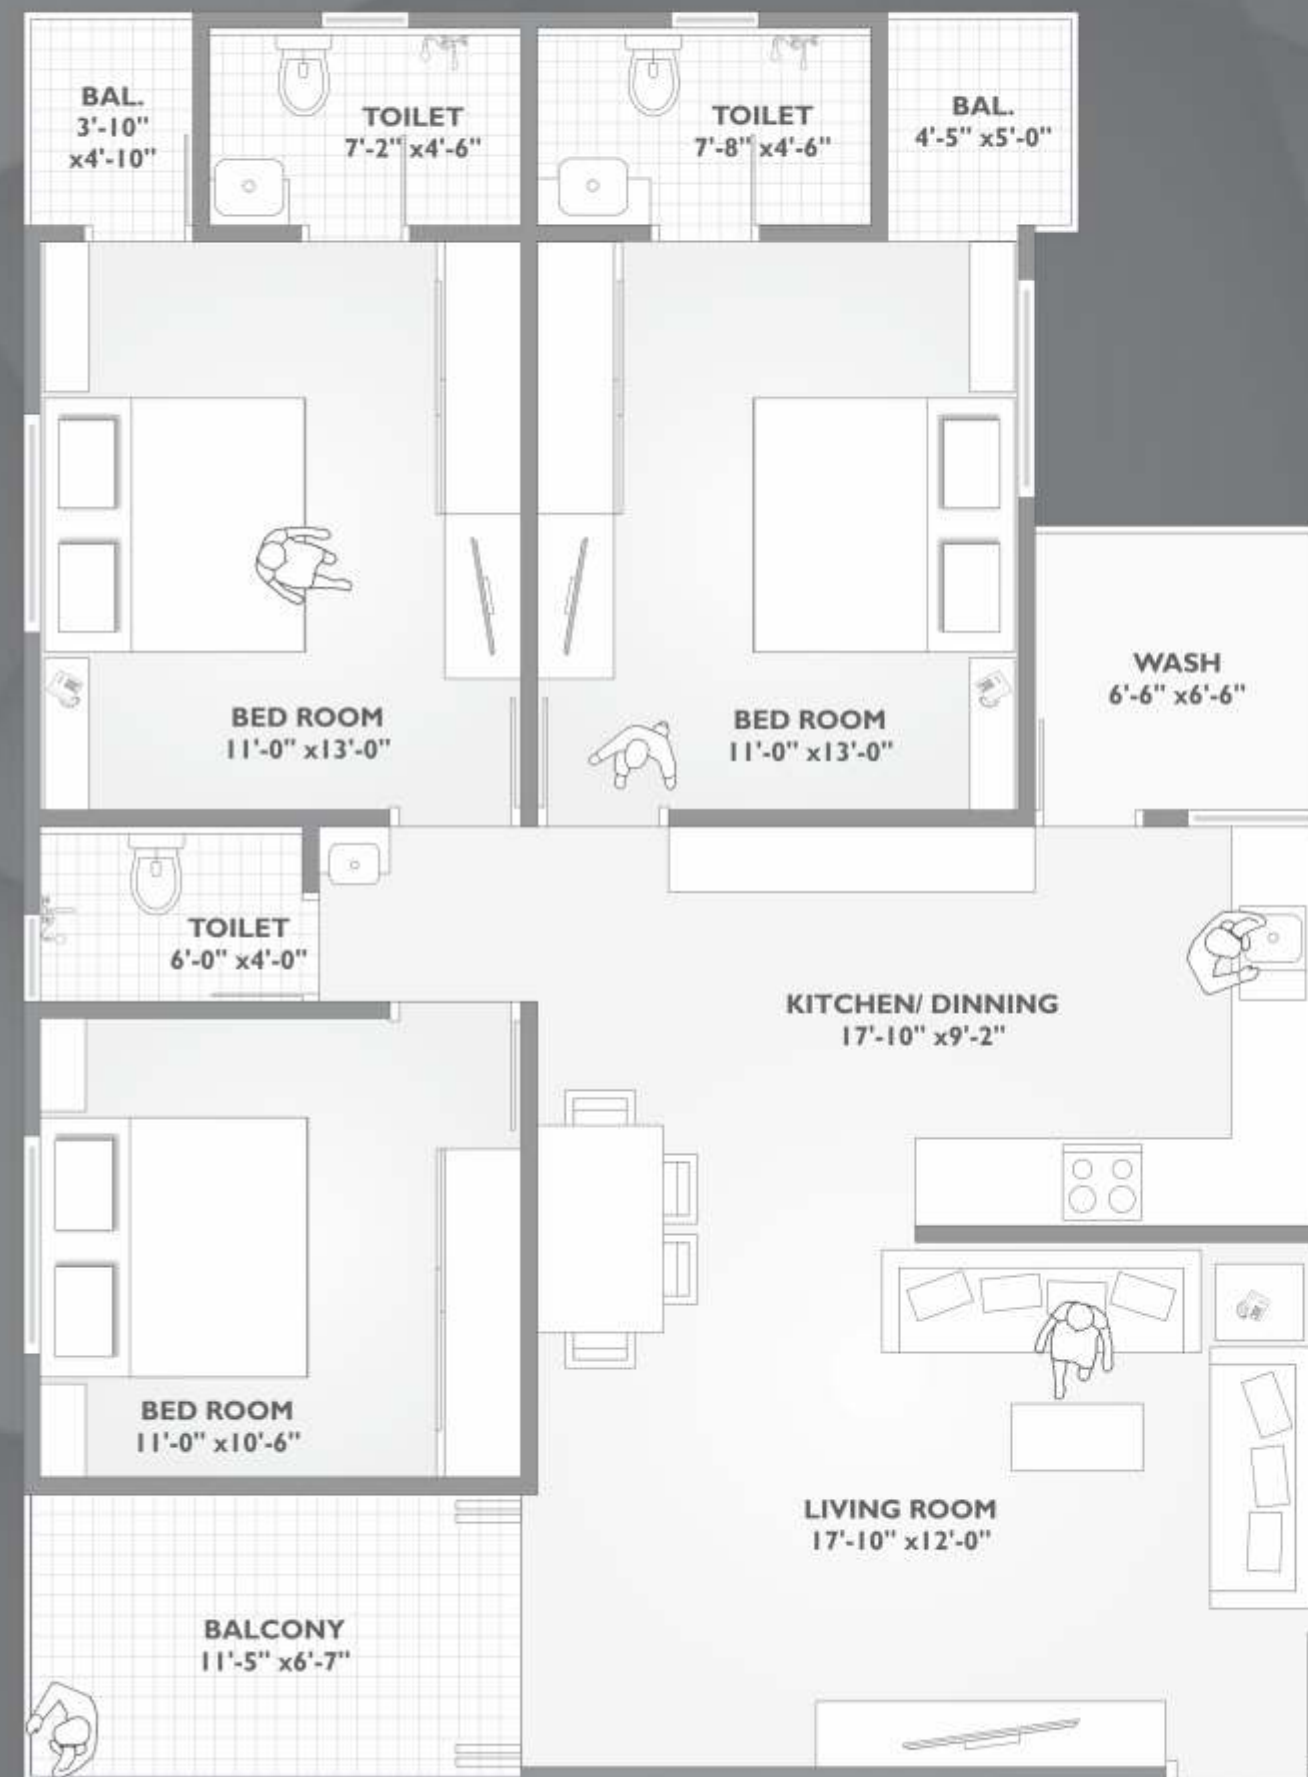 BAL.
3'-10"
x4'-10"
TOILET
7'-2" x4'-6"
TOILET
7'-8" x4'-6"
BAL.
4'-5" x5'-0"
BED ROOM
11'-0" x13'-0"
BED ROOM
11'-0" x13'-0"
WASH
6'-6" x6'-6"
TOILET
6'-0" x4'-0"
KITCHEN/ DINNING
17'-10" x9'-2"
BED ROOM
11'-0" x10'-6"
LIVING ROOM
17'-10" x12'-0"
BALCONY
11'-5" x6'-7"